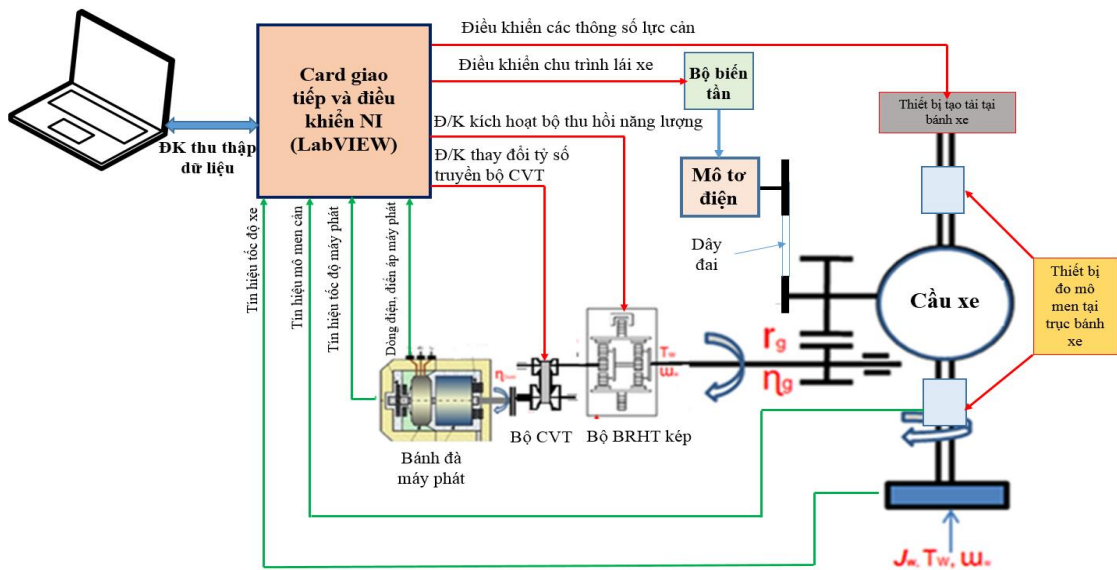 Điều khiển các thông số lực cản
Card giao
tiếp và điều
khiển NI
(LabVIEW)
Điều khiển chu trình lái xe
Bộ biến
tần
Thiết bị tạo tải tại
bánh xe
Đ/K kích hoạt bộ thu hồi năng lượng
ĐK thu thập
dữ liệu
Đ/K thay đổi tỷ số
truyền bộ CVT
Mô tơ
điện
Tín hiệu tốc độ xe
Tín hiệu mô men cản
Tín hiệu tốc độ máy phát
Dòng điện, điên áp máy phát
Dây
đai
Cầu xe
Thiết bị
đo mô
men tại
trục bánh
xe
rg
ηg
Tw
ωw
Bộ CVT
Bộ BRHT kép
Bánh đà
máy phát
Jw, Tw, ωw